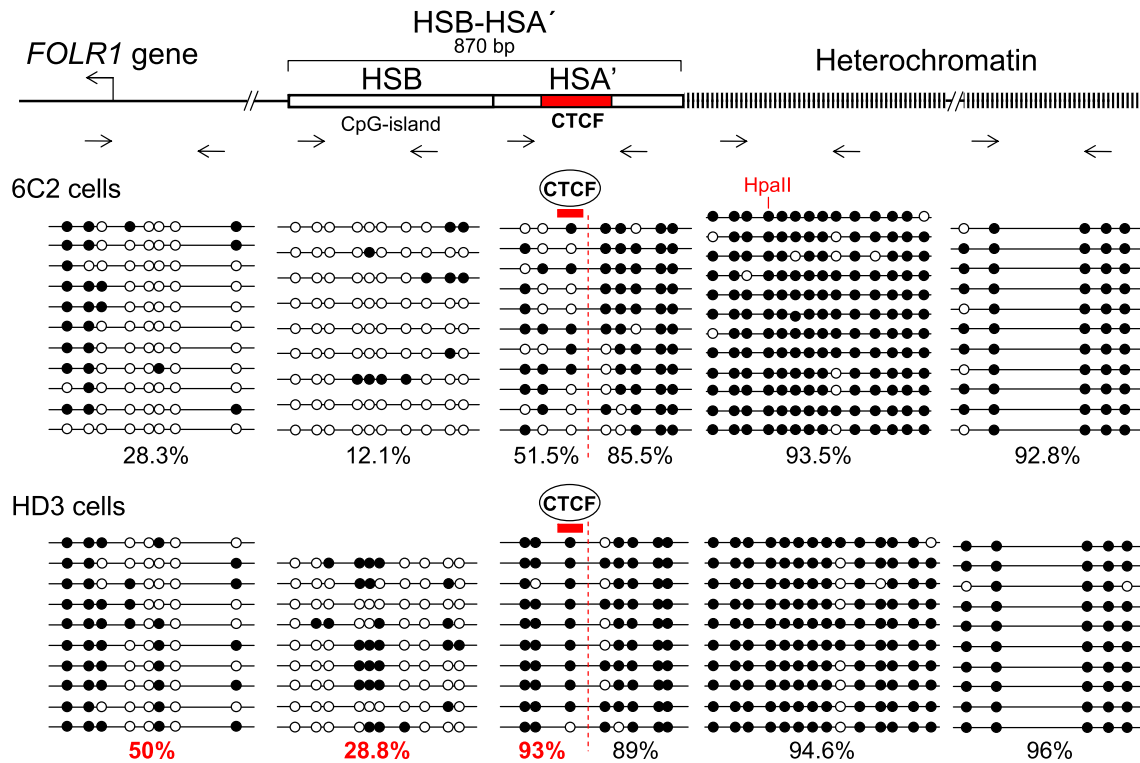 HSB-HSA´
870 bp
FOLR1 gene
HSB
HSA’
Heterochromatin
CpG-island
CTCF
6C2 cells
CTCF
HpaII
28.3%
12.1%
51.5%
85.5%
93.5%
92.8%
HD3 cells
CTCF
50%
28.8%
93%
89%
94.6%
96%